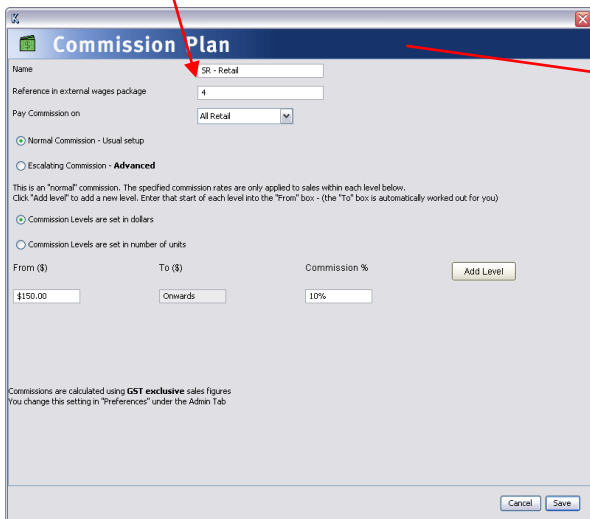 Commission Plan
Name
SR - Retail
Reference in external wages package
4
Pay Commission on
All Retail
Normal Commission - Usual setup
Escalating Commission - Advanced
This is an "normal" commission. The specified commission rates are only applied to sales within each level below.
Click "Add level" to add a new level. Enter that start of each level into the "From" box - (the "To" box is automatically worked out for you)
Commission Levels are set in dollars
Commission Levels are set in number of units
From ($) To ($) Commission % Add Level
$150.00 Onwards 10%
Commissions are calculated using GST exclusive sales figures
You change this setting in "Preferences" under the Admin Tab
Cancel Save